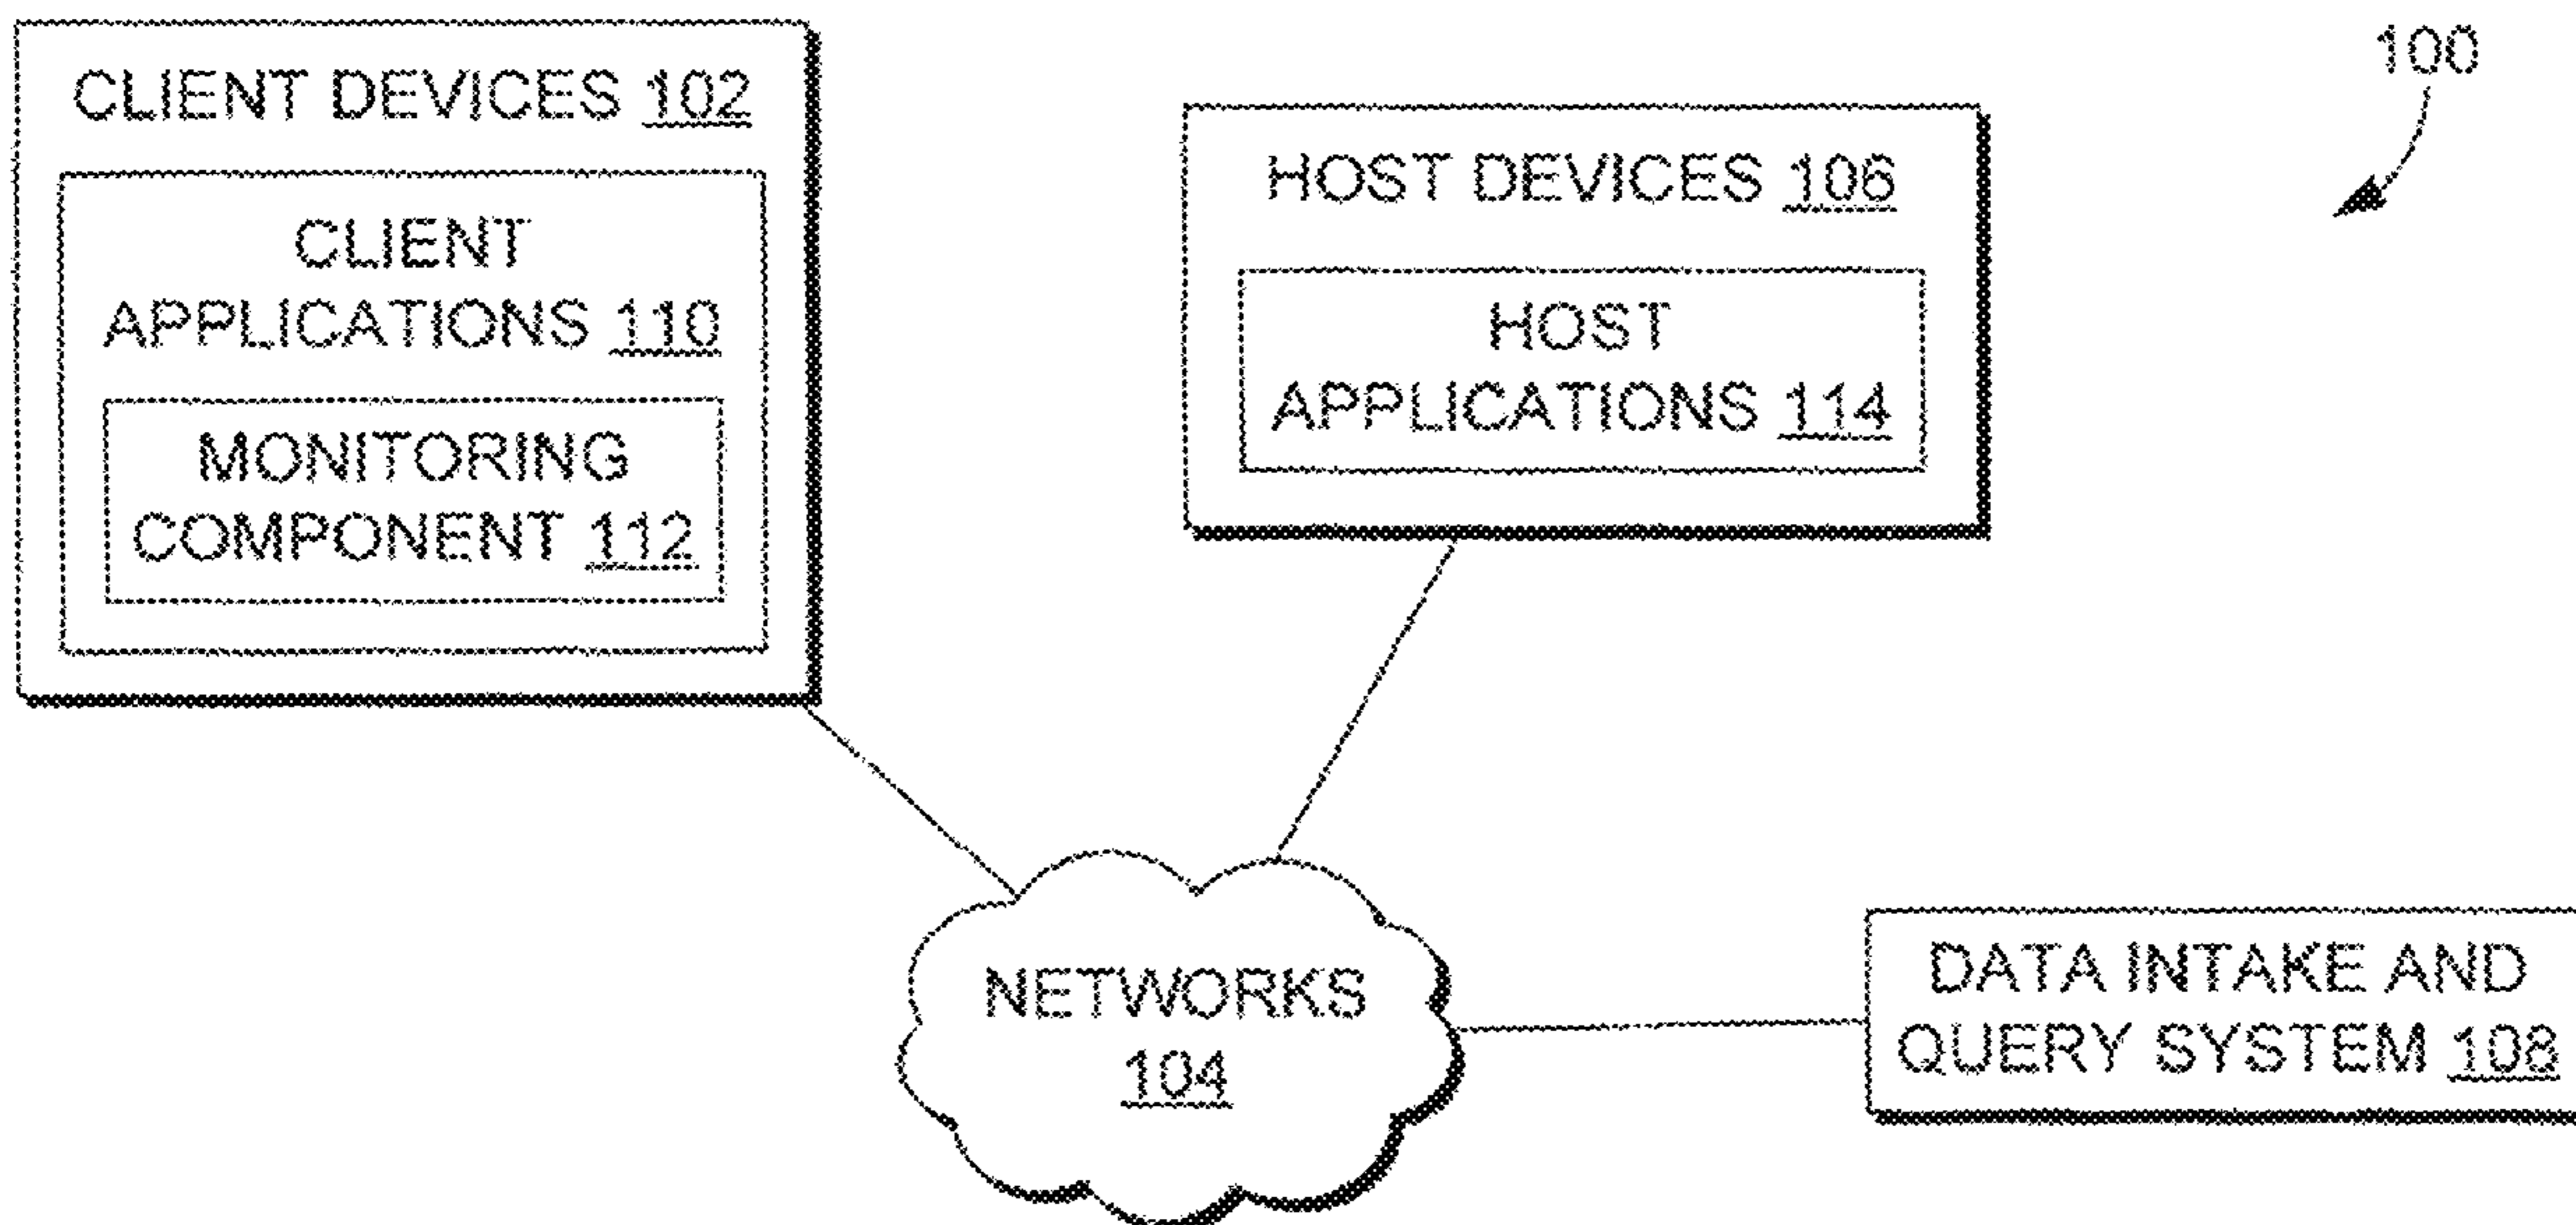 100
CLIENT DEVICES 102
CLIENT
APPLICATIONS 110
MONITORING
COMPONENT 112
HOST DEVICES 106
HOST
APPLICATIONS 114
NETWORKS
104
DATA INTAKE AND
QUERY SYSTEM 108